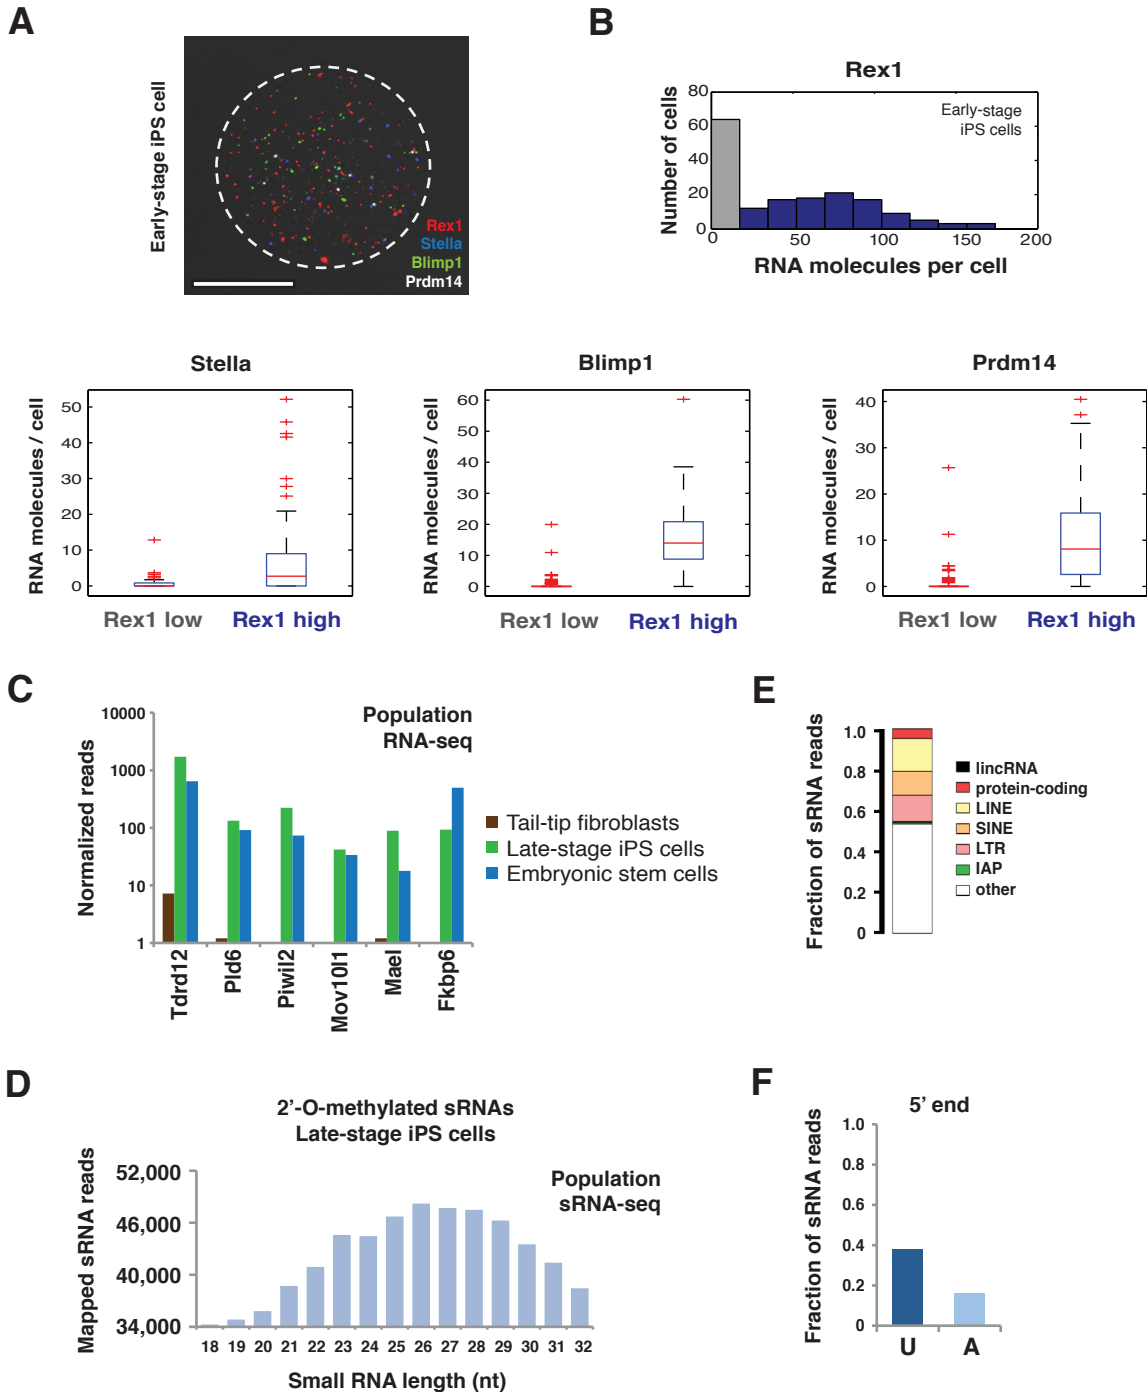 A
Early-stage iPS cell
Rex1
Stella
Blimp1
Prdm14
B
Rex1
Number of cells
80
60
40
20
0
Early-stage
iPS cells
0 50 100 150 200
RNA molecules per cell
Stella
RNA molecules / cell
50
40
30
20
10
0
Rex1 low Rex1 high
Blimp1
RNA molecules / cell
60
50
40
30
20
10
0
Rex1 low Rex1 high
Prdm14
RNA molecules / cell
40
30
20
10
0
Rex1 low Rex1 high
C
Population
RNA-seq
Normalized reads
10000
1000
100
10
1
Tdrd12
Pld6
Piwil2
Mov10l1
Mael
Fkbp6
Tail-tip fibroblasts
Late-stage iPS cells
Embryonic stem cells
E
Fraction of sRNA reads
1.0
0.8
0.6
0.4
0.2
0
lincRNA
protein-coding
LINE
SINE
LTR
IAP
other
D
2'-O-methylated sRNAs
Late-stage iPS cells
Population
sRNA-seq
Mapped sRNA reads
52,000
46,000
40,000
34,000
18 19 20 21 22 23 24 25 26 27 28 29 30 31 32
Small RNA length (nt)
F
5' end
Fraction of sRNA reads
1.0
0.8
0.6
0.4
0.2
0
U A